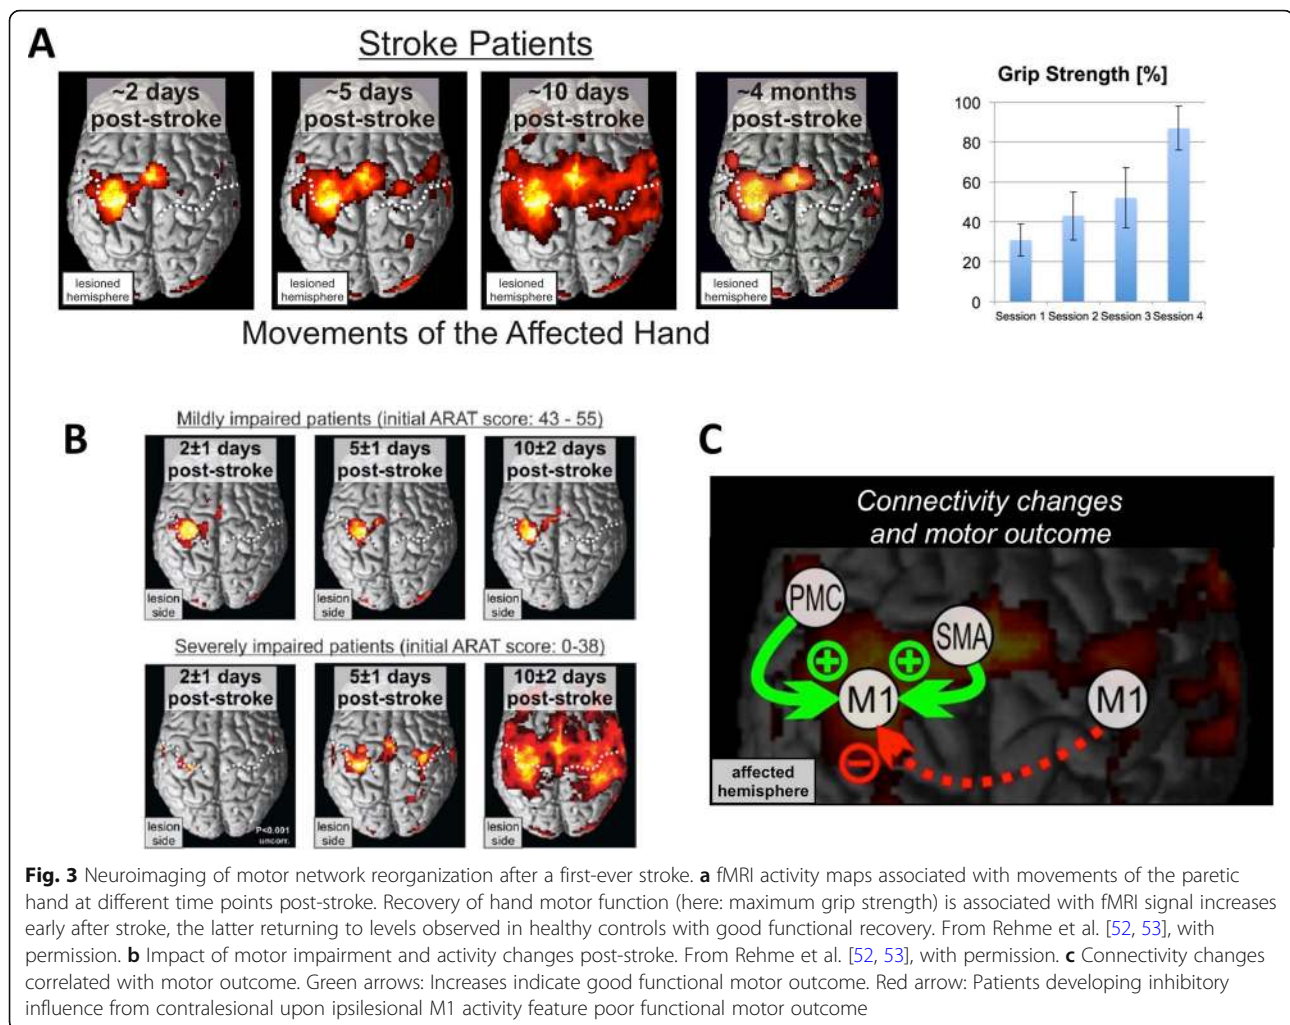 A
Stroke Patients
~2 days
post-stroke
~5 days
post-stroke
~10 days
post-stroke
~4 months
post-stroke
lesioned
hemisphere
lesioned
hemisphere
lesioned
hemisphere
lesioned
hemisphere
Movements of the Affected Hand
Grip Strength [%]
100
80
60
40
20
0
Session 1 Session 2 Session 3 Session 4
B
Mildly impaired patients (initial ARAT score: 43 - 55)
2±1 days
post-stroke
5±1 days
post-stroke
10±2 days
post-stroke
lesion
side
lesion
side
lesion
side
Severely impaired patients (initial ARAT score: 0-38)
2±1 days
post-stroke
5±1 days
post-stroke
10±2 days
post-stroke
lesion
side
P<0.001
uncorr.
lesion
side
lesion
side
C
Connectivity changes
and motor outcome
PMC
SMA
+
+
M1
M1
−
affected
hemisphere
Fig. 3 Neuroimaging of motor network reorganization after a first-ever stroke. a fMRI activity maps associated with movements of the paretic
hand at different time points post-stroke. Recovery of hand motor function (here: maximum grip strength) is associated with fMRI signal increases
early after stroke, the latter returning to levels observed in healthy controls with good functional recovery. From Rehme et al. [52, 53], with
permission. b Impact of motor impairment and activity changes post-stroke. From Rehme et al. [52, 53], with permission. c Connectivity changes
correlated with motor outcome. Green arrows: Increases indicate good functional motor outcome. Red arrow: Patients developing inhibitory
influence from contralesional upon ipsilesional M1 activity feature poor functional motor outcome